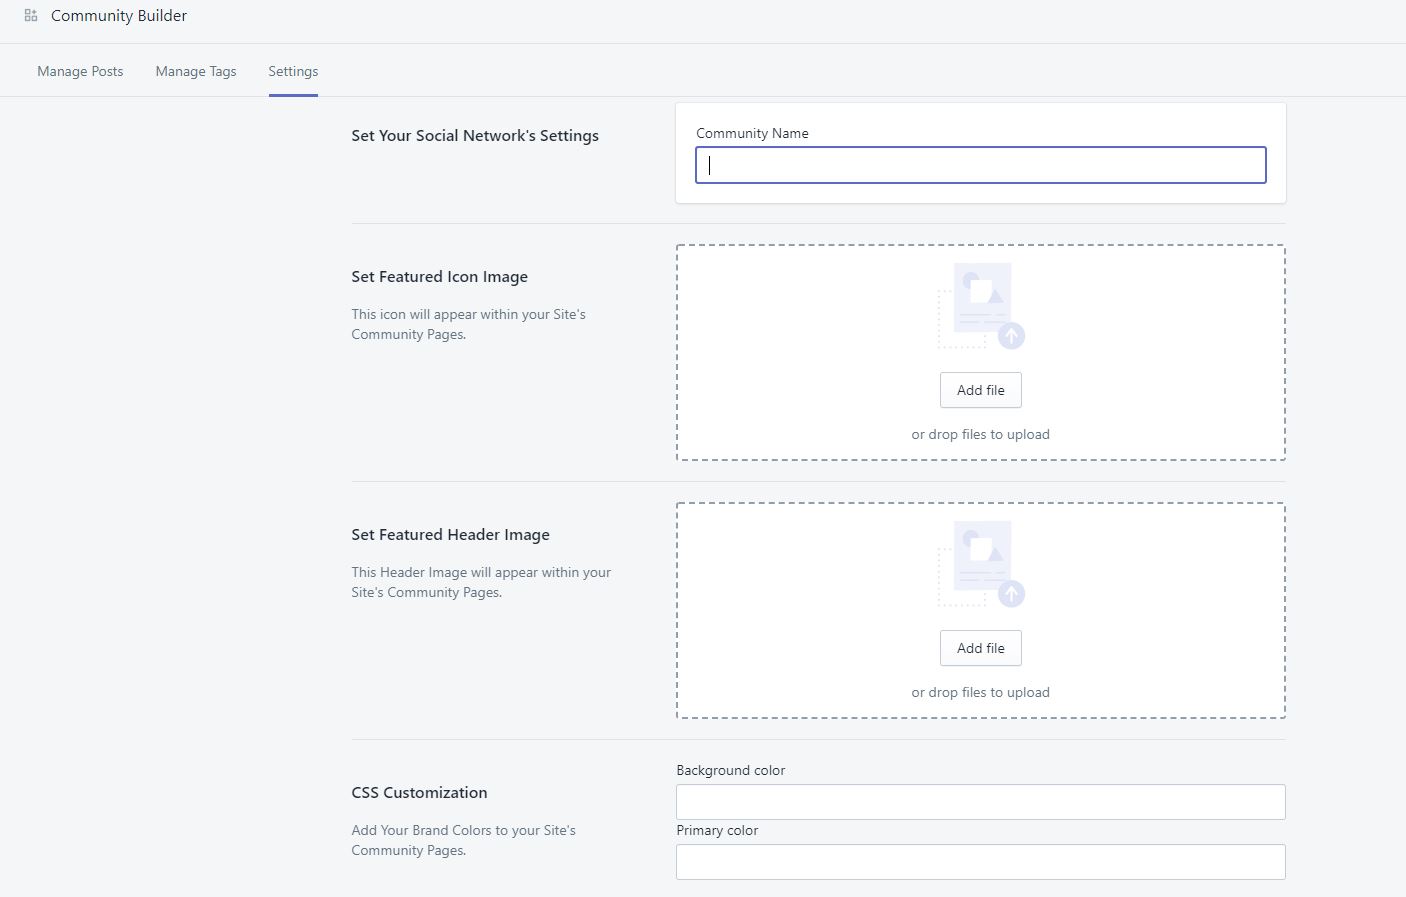 Community Builder
Manage Posts
Manage Tags
Settings
Set Your Social Network's Settings
Community Name
Set Featured Icon Image
This icon will appear within your Site's
Community Pages.
Add file
or drop files to upload
Set Featured Header Image
This Header Image will appear within your
Site's Community Pages.
Add file
or drop files to upload
CSS Customization
Add Your Brand Colors to your Site's
Community Pages.
Background color
Primary color